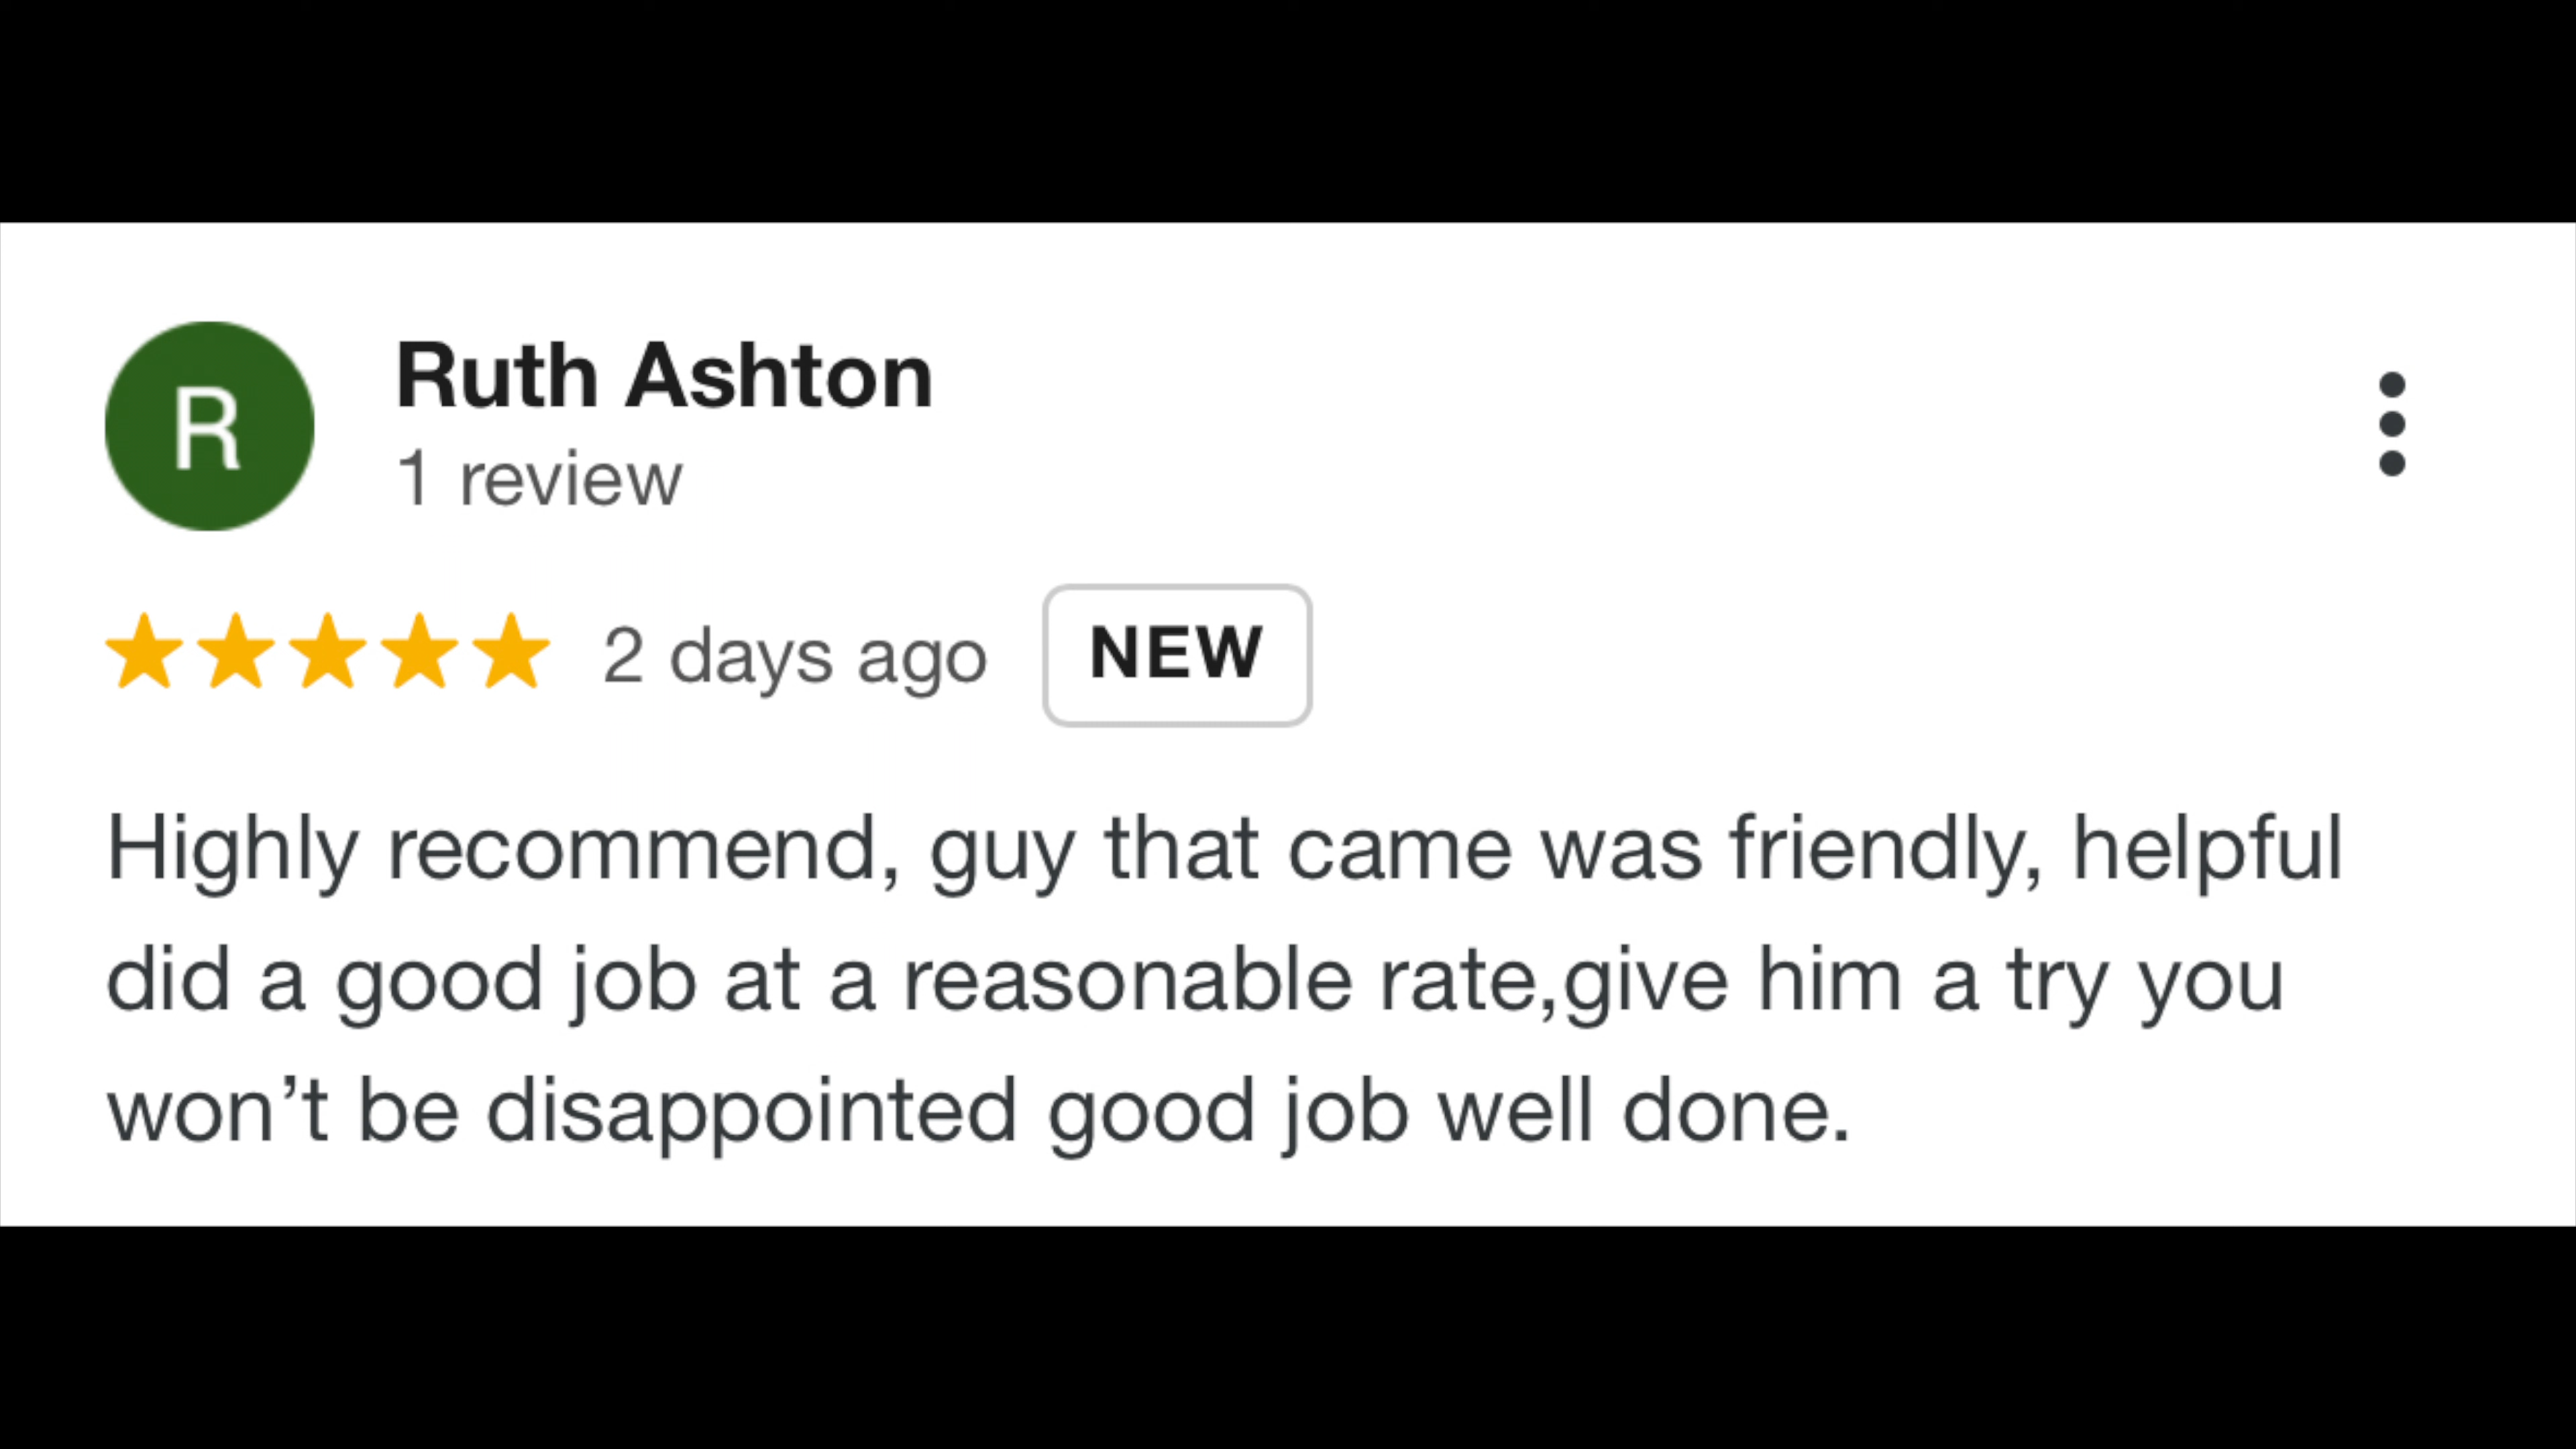 R
Ruth Ashton
1 review
2 days ago NEW
Highly recommend, guy that came was friendly, helpful
did a good job at a reasonable rate,give him a try you
won’t be disappointed good job well done.